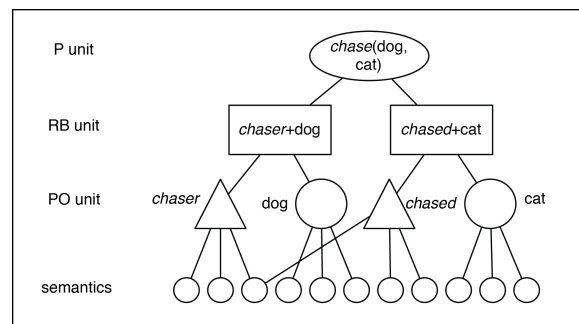 P unit
chase(dog,
cat)
RB unit
chaser+dog
chased+cat
PO unit
chaser
dog
chased
cat
semantics